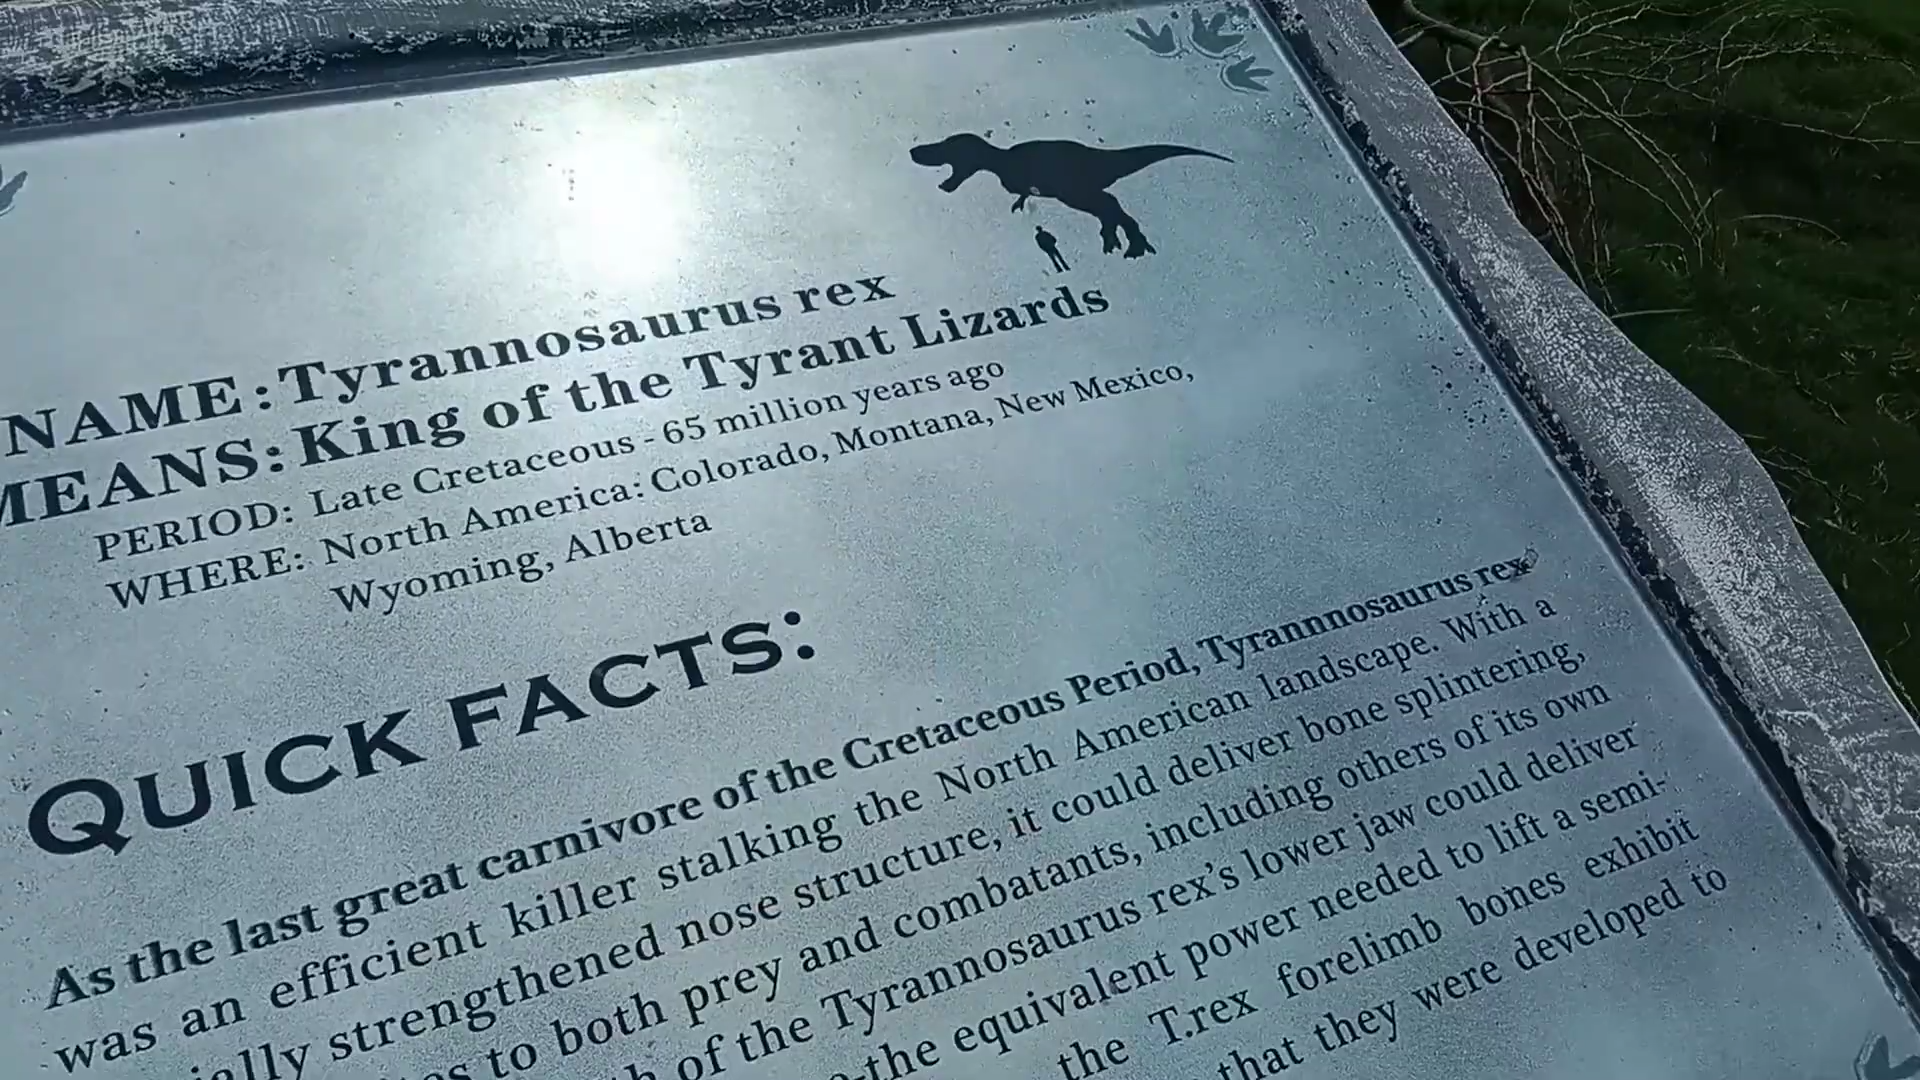 NAME: Tyrannosaurus rex
MEANS: King of the Tyrant Lizards
PERIOD: Late Cretaceous - 65 million years ago
WHERE: North America: Colorado, Montana, New Mexico,
Wyoming, Alberta
QUICK FACTS:
As the last great carnivore of the Cretaceous Period, Tyrannnosaurus rex
was an efficient killer stalking the North American landscape. With a
strengthened nose structure, it could deliver bone splintering,
to both prey and combatants, including others of its own
of the Tyrannosaurus rex's lower jaw could deliver
the equivalent power needed to lift a semi-
the T.rex forelimb bones exhibit
that they were developed to